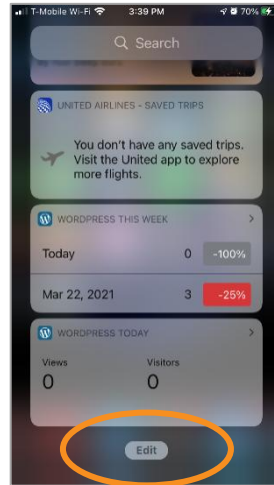 T-Mobile Wi-Fi 3:39 PM 70%
Search
UNITED AIRLINES - SAVED TRIPS
You don't have any saved trips.
Visit the United app to explore
more flights.
WORDPRESS THIS WEEK
Today 0 -100%
Mar 22, 2021 3 -25%
WORDPRESS TODAY
Views Visitors
0 0
Edit